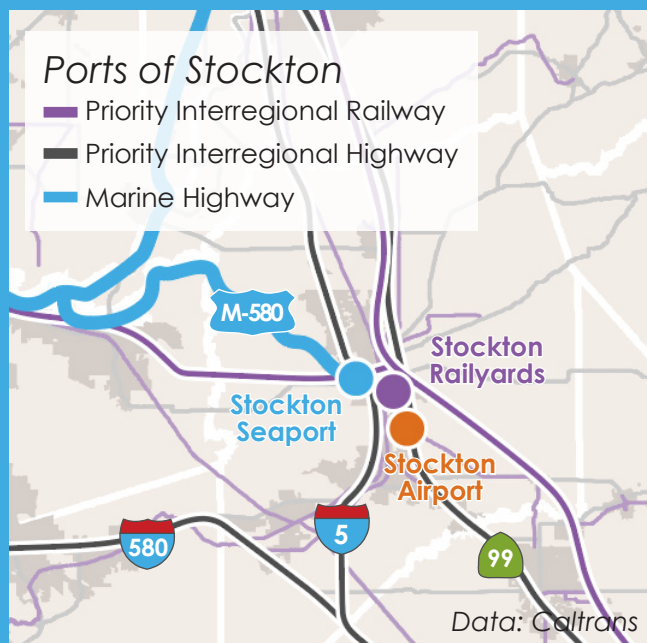 Ports of Stockton
Priority Interregional Railway
Priority Interregional Highway
Marine Highway
M-580
Stockton
Railyards
Stockton
Seaport
Stockton
Airport
580
5
99
Data: Caltrans